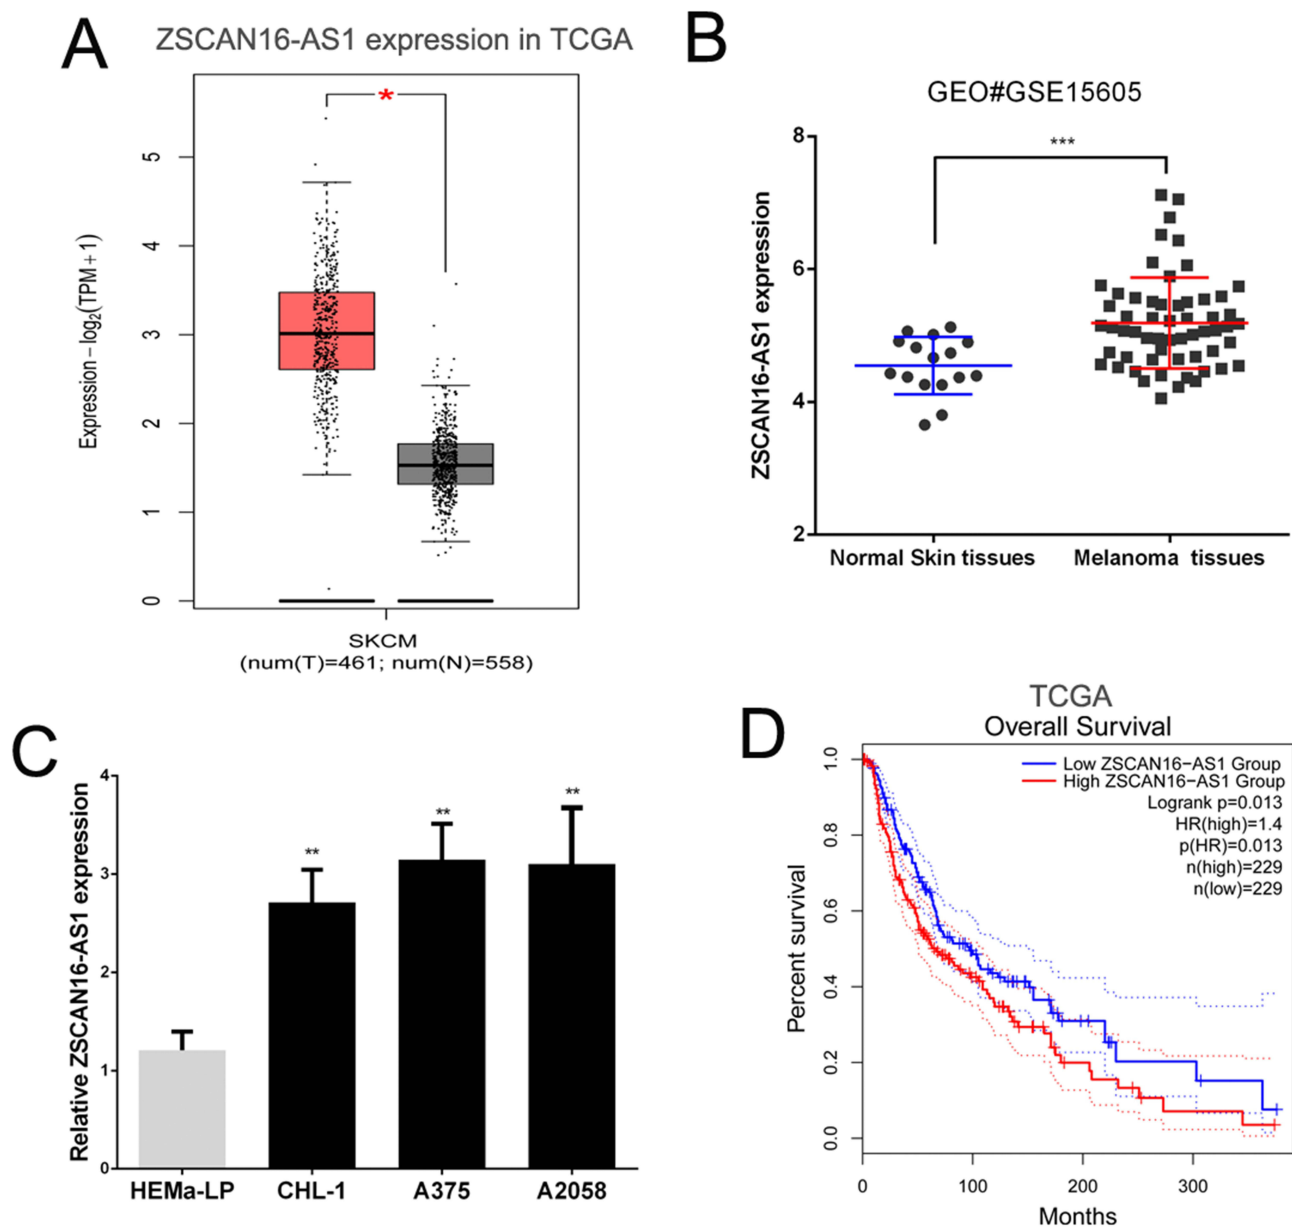 A
ZSCAN16-AS1 expression in TCGA
*
Expression – log2(TPM + 1)
5
4
3
2
1
0
SKCM
(num(T)=461; num(N)=558)
B
GEO#GSE15605
***
ZSCAN16-AS1 expression
8
6
4
2
Normal Skin tissues
Melanoma tissues
C
Relative ZSCAN16-AS1 expression
4
3
2
1
0
**
**
**
HEMa-LP
CHL-1
A375
A2058
D
TCGA
Overall Survival
Low ZSCAN16−AS1 Group
High ZSCAN16−AS1 Group
Logrank p=0.013
HR(high)=1.4
p(HR)=0.013
n(high)=229
n(low)=229
Percent survival
1.0
0.8
0.6
0.4
0.2
0.0
0
100
200
300
Months